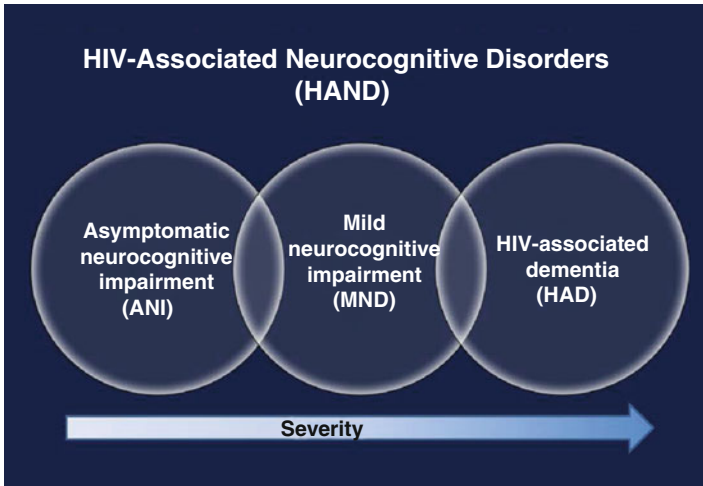 HIV-Associated Neurocognitive Disorders
(HAND)
Asymptomatic
neurocognitive
impairment
(ANI)
Mild
neurocognitive
impairment
(MND)
HIV-associated
dementia
(HAD)
Severity